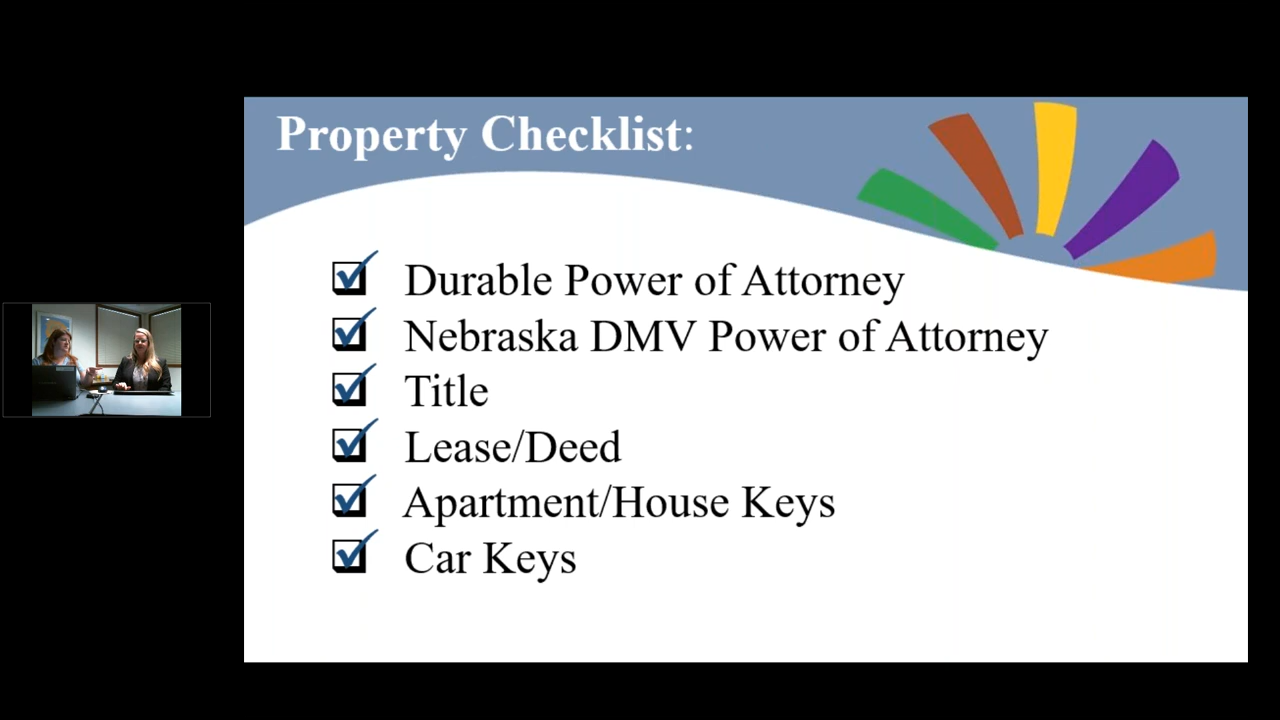 Property Checklist:
Durable Power of Attorney
Nebraska DMV Power of Attorney
Title
Lease/Deed
Apartment/House Keys
Car Keys